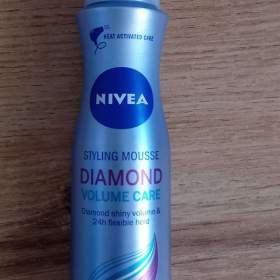 HEAT ACTIVATED CARE
NIVEA
STYLING MOUSSE
DIAMOND
VOLUME CARE
Diamond shiny volume &
24h flexible hold